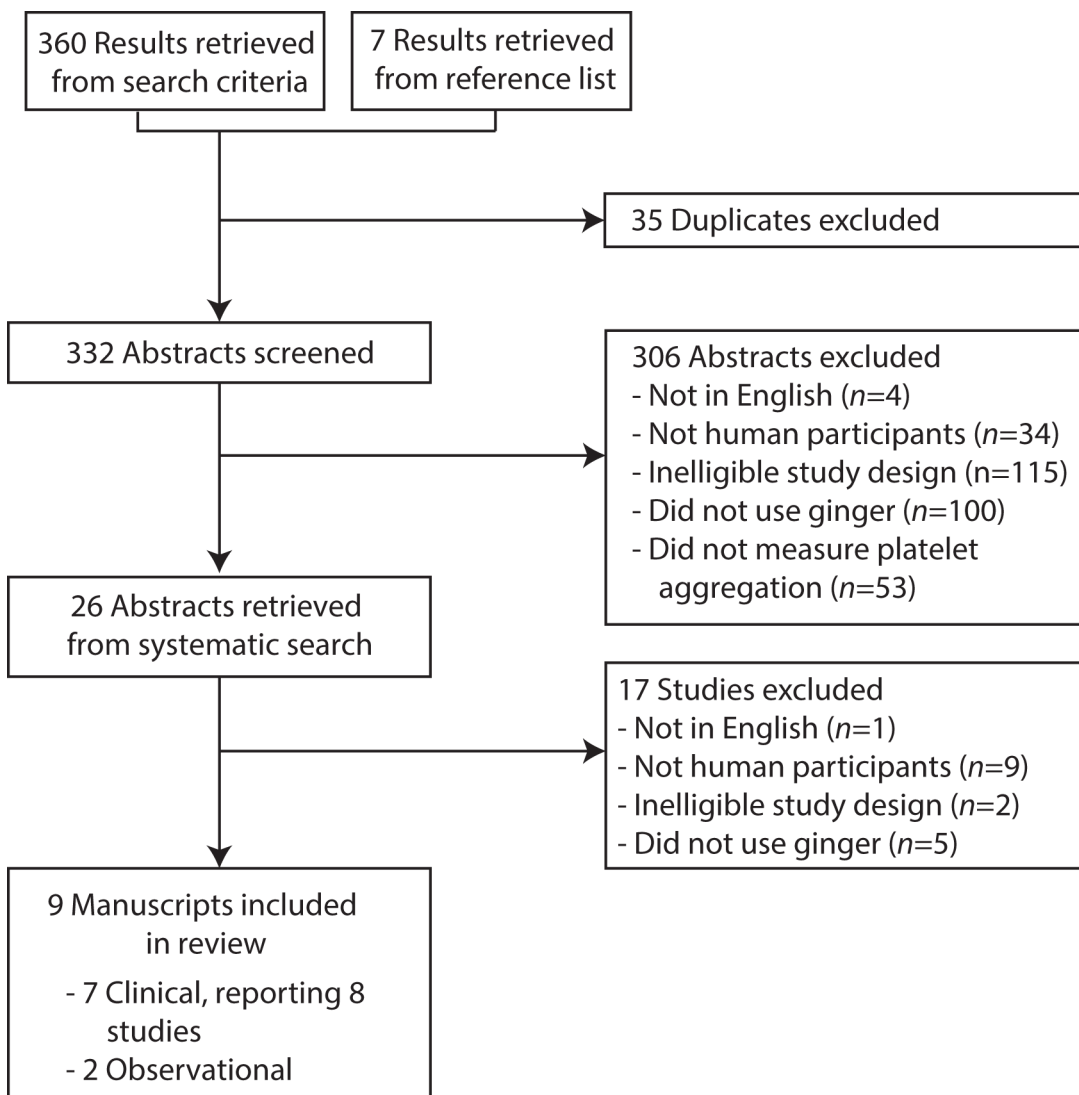 360 Results retrieved
from search criteria
7 Results retrieved
from reference list
35 Duplicates excluded
332 Abstracts screened
306 Abstracts excluded
- Not in English (n=4)
- Not human participants (n=34)
- Inelligible study design (n=115)
- Did not use ginger (n=100)
- Did not measure platelet
aggregation (n=53)
26 Abstracts retrieved
from systematic search
17 Studies excluded
- Not in English (n=1)
- Not human participants (n=9)
- Inelligible study design (n=2)
- Did not use ginger (n=5)
9 Manuscripts included
in review
- 7 Clinical, reporting 8
studies
- 2 Observational